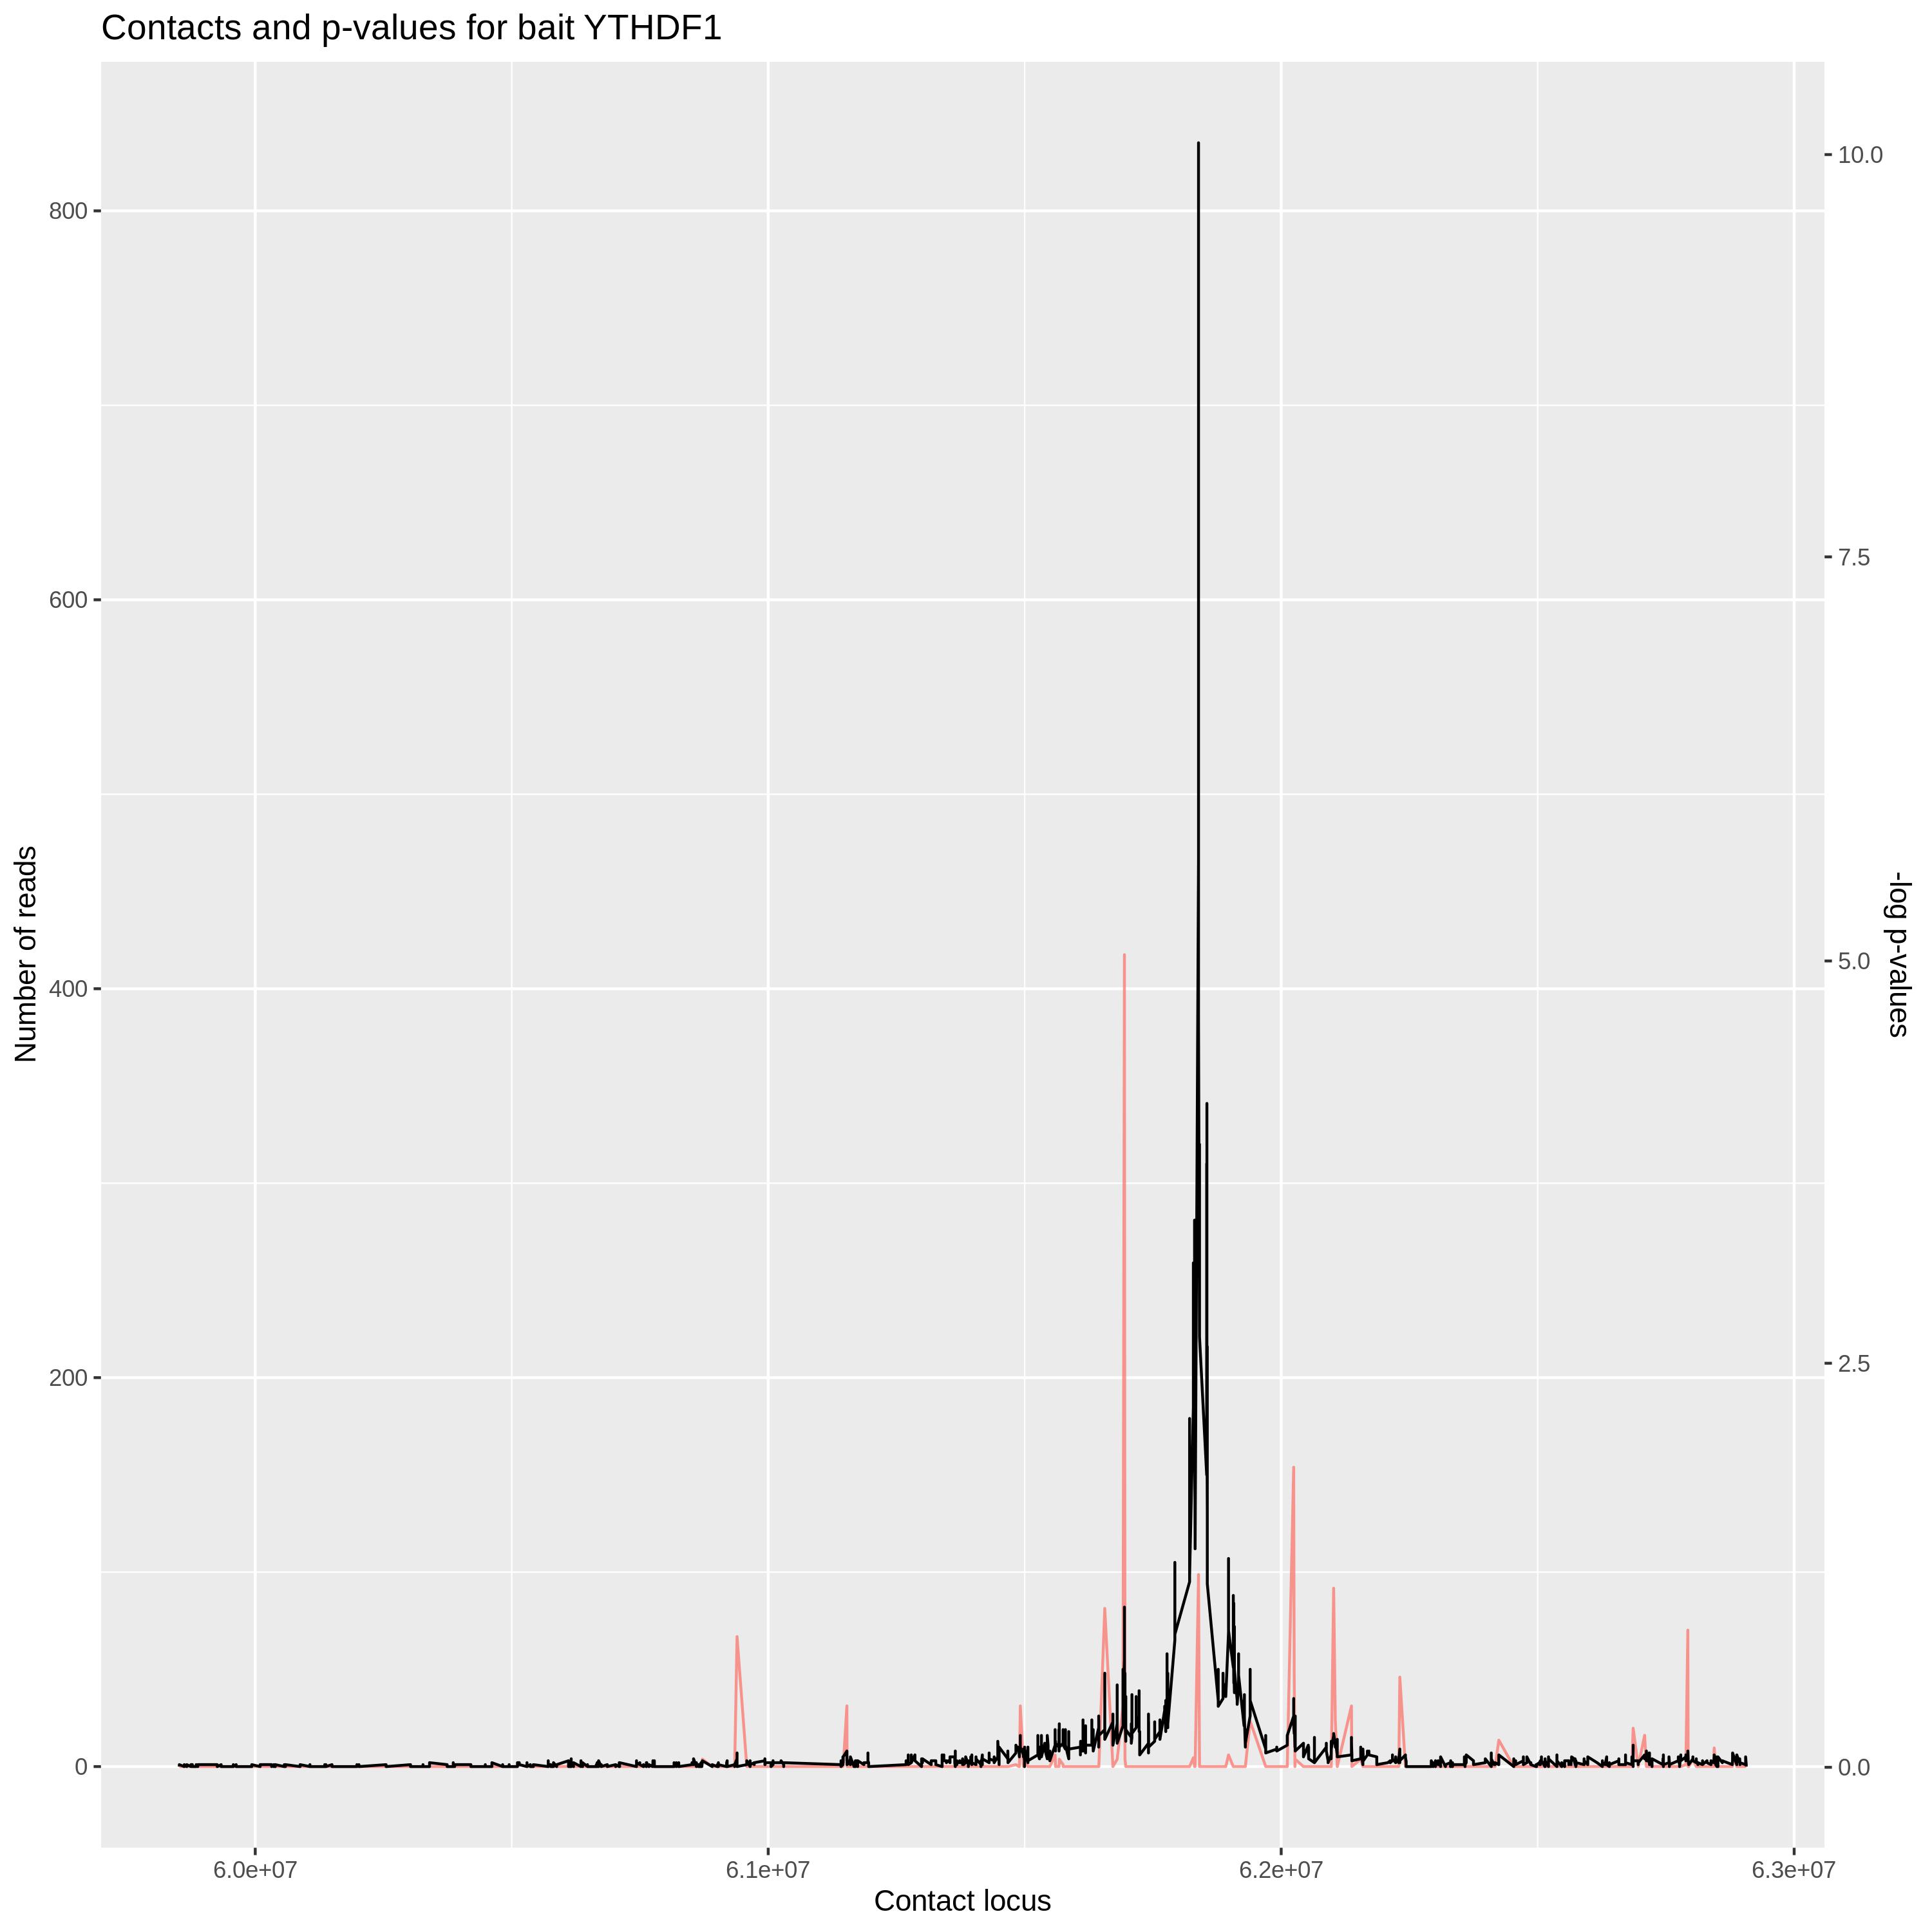 Contacts and p-values for bait YTHDF1
800
600
400
200
0
Number of reads
10.0
7.5
5.0
2.5
0.0
-log p-values
6.0e+07
6.1e+07
6.2e+07
6.3e+07
Contact locus